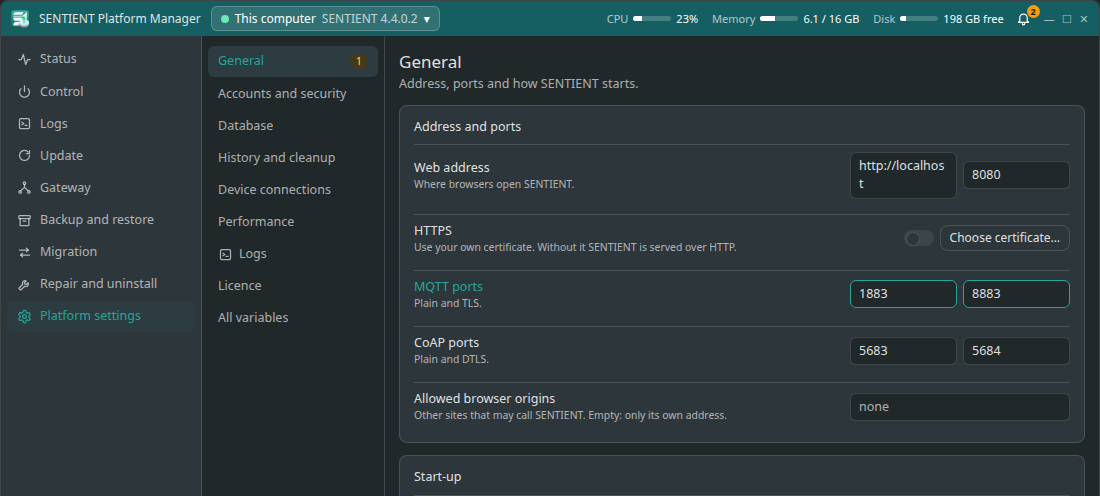 SENTIENT Platform Manager
This computer SENTIENT 4.4.0.2
CPU 23%
Memory 6.1 / 16 GB
Disk 198 GB free
2
Status
Control
Logs
Update
Gateway
Backup and restore
Migration
Repair and uninstall
Platform settings
General 1
Accounts and security
Database
History and cleanup
Device connections
Performance
Logs
Licence
All variables
General
Address, ports and how SENTIENT starts.
Address and ports
Web address
Where browsers open SENTIENT.
http://localhos
t
8080
HTTPS
Use your own certificate. Without it SENTIENT is served over HTTP.
Choose certificate...
MQTT ports
Plain and TLS.
1883
8883
CoAP ports
Plain and DTLS.
5683
5684
Allowed browser origins
Other sites that may call SENTIENT. Empty: only its own address.
none
Start-up